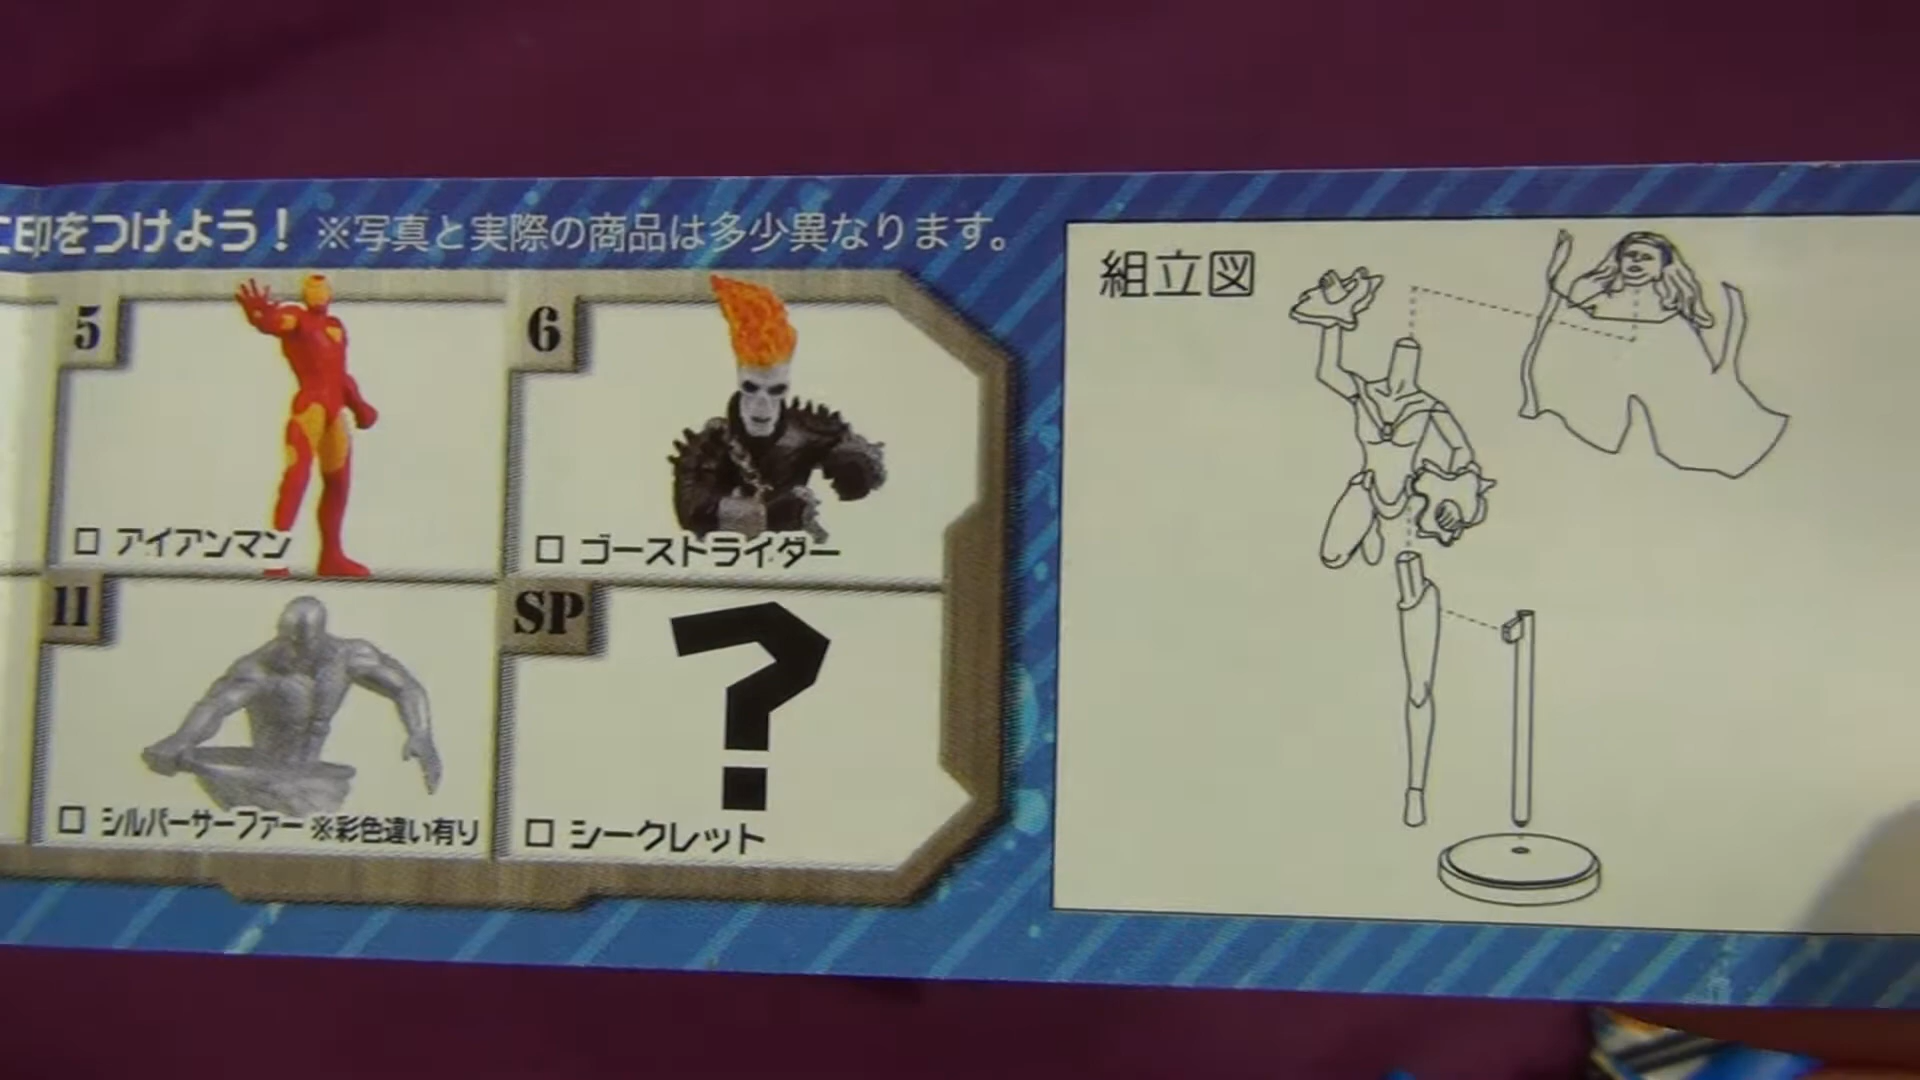 に印をつけよう！ ※写真と実際の商品は多少異なります。
組立図
5
□ アイアンマン
6
□ ゴーストライダー
11
□ シルバーサーファー ※彩色違い有り
SP
?
□ シークレット